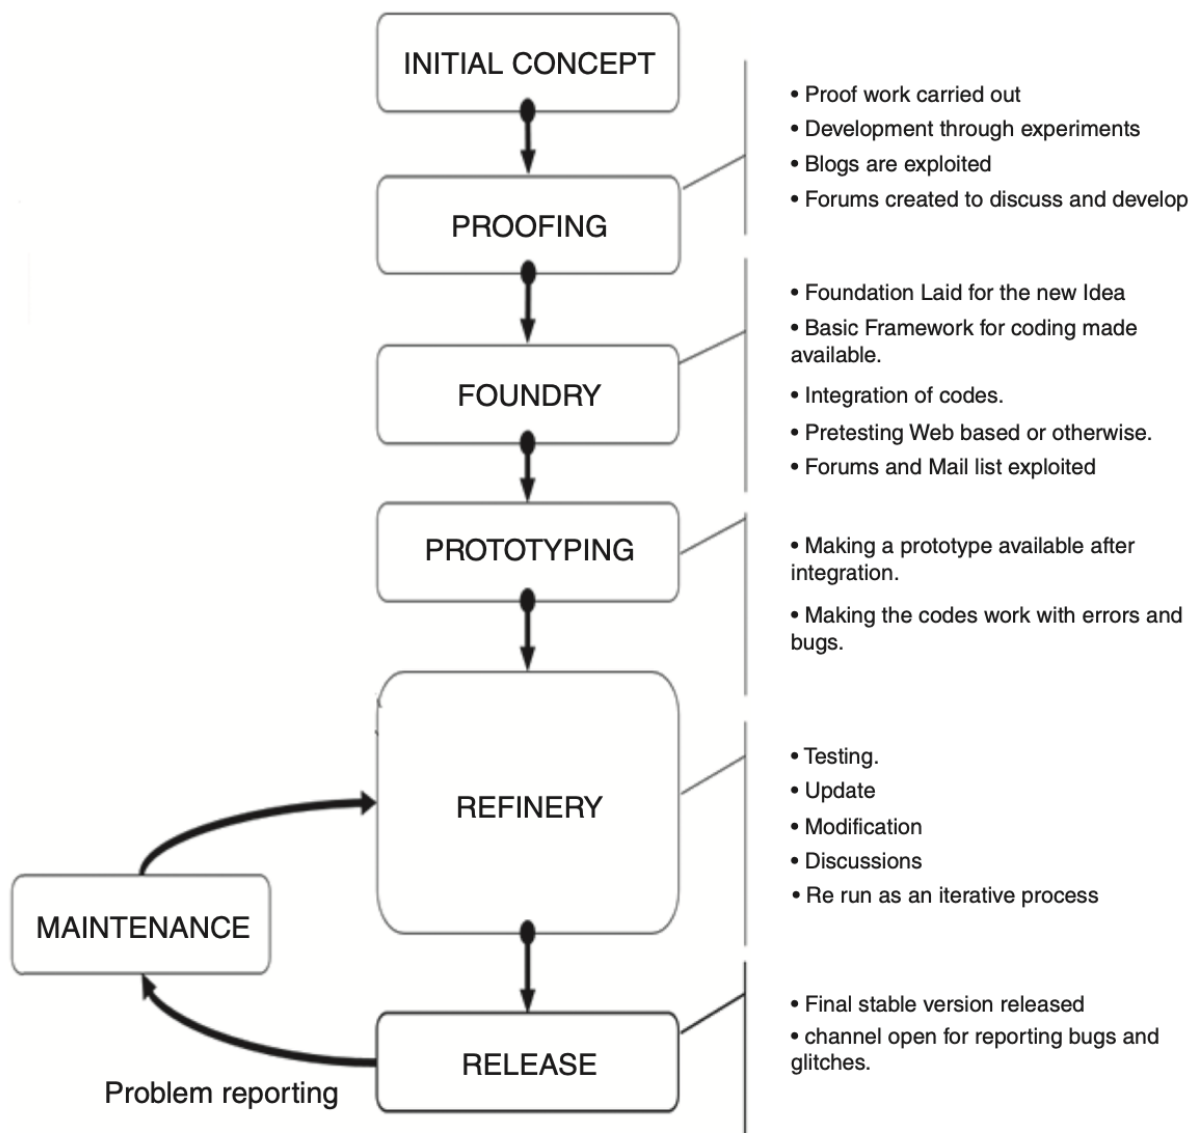 INITIAL CONCEPT
• Proof work carried out
• Development through experiments
• Blogs are exploited
• Forums created to discuss and develop
PROOFING
• Foundation Laid for the new Idea
• Basic Framework for coding made
available.
• Integration of codes.
• Pretesting Web based or otherwise.
• Forums and Mail list exploited
FOUNDRY
PROTOTYPING
• Making a prototype available after
integration.
• Making the codes work with errors and
bugs.
REFINERY
• Testing.
• Update
• Modification
• Discussions
• Re run as an iterative process
MAINTENANCE
RELEASE
• Final stable version released
• channel open for reporting bugs and
glitches.
Problem reporting